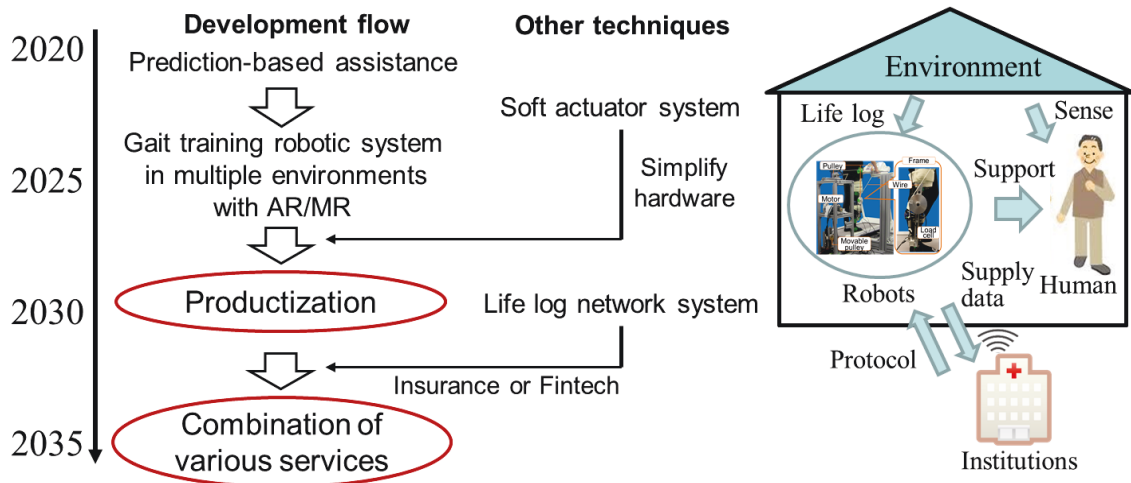 Development flow
Other techniques
2020
Prediction-based assistance
Soft actuator system
Gait training robotic system
in multiple environments
with AR/MR
2025
Simplify
hardware
Productization
2030
Life log network system
Insurance or Fintech
Combination of
various services
2035
Environment
Life log
Sense
Support
Pulley
Frame
Wire
Motor
Load
cell
Movable
pulley
Robots
Supply
data
Human
Protocol
Institutions